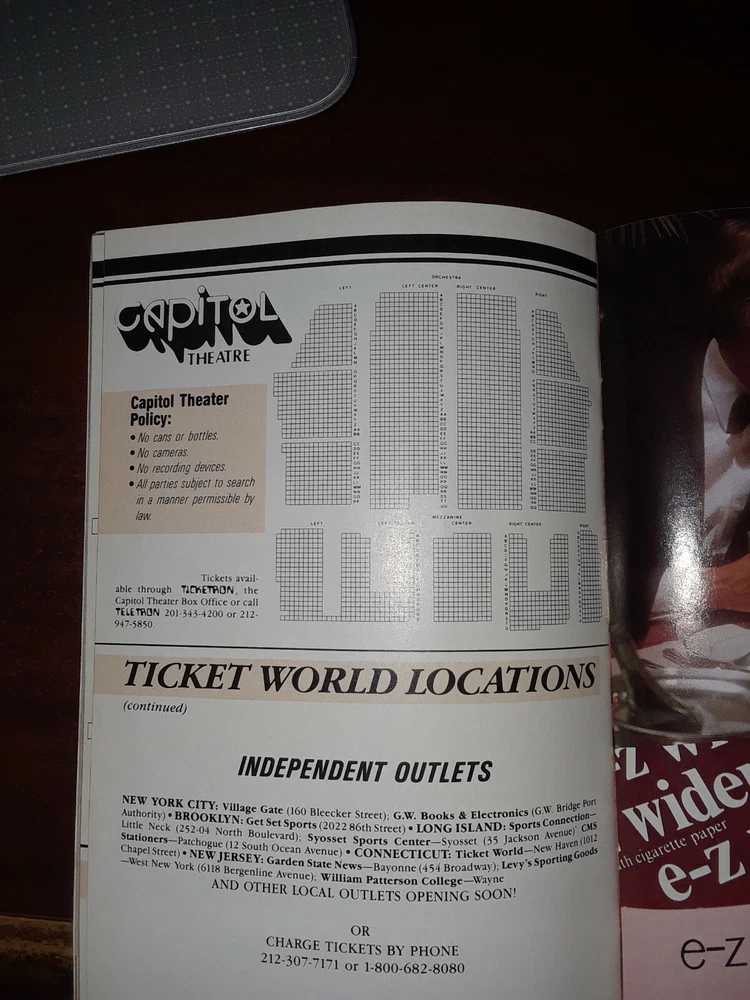 ORCHESTRA
LEFT
LEFT CENTER
RIGHT CENTER
RIGHT
CAPITOL
THEATRE
Capitol Theater
Policy:
• No cans or bottles.
• No cameras.
• No recording devices.
• All parties subject to search
in a manner permissible by
law.
MEZZANINE
LEFT
LEFT CENTER
CENTER
RIGHT CENTER
RIGHT
Tickets avail-
able through TICKETRON, the
Capitol Theater Box Office or call
TELETRON 201-343-4200 or 212-
947-5850.
TICKET WORLD LOCATIONS
(continued)
INDEPENDENT OUTLETS
NEW YORK CITY: Village Gate (160 Bleecker Street); G.W. Books & Electronics (G.W. Bridge Port
Authority) • BROOKLYN: Get Set Sports (2022 86th Street) • LONG ISLAND: Sports Connection—
Little Neck (252-04 North Boulevard); Syosset Sports Center—Syosset (35 Jackson Avenue) CMS
Stationers—Patchogue (12 South Ocean Avenue) • CONNECTICUT: Ticket World—New Haven (1012
Chapel Street) • NEW JERSEY: Garden State News—Bayonne (454 Broadway); Levy's Sporting Goods
—West New York (6118 Bergenline Avenue); William Patterson College—Wayne
AND OTHER LOCAL OUTLETS OPENING SOON!
OR
CHARGE TICKETS BY PHONE
212-307-7171 or 1-800-682-8080
wider
cigarette paper
e-z
e-z